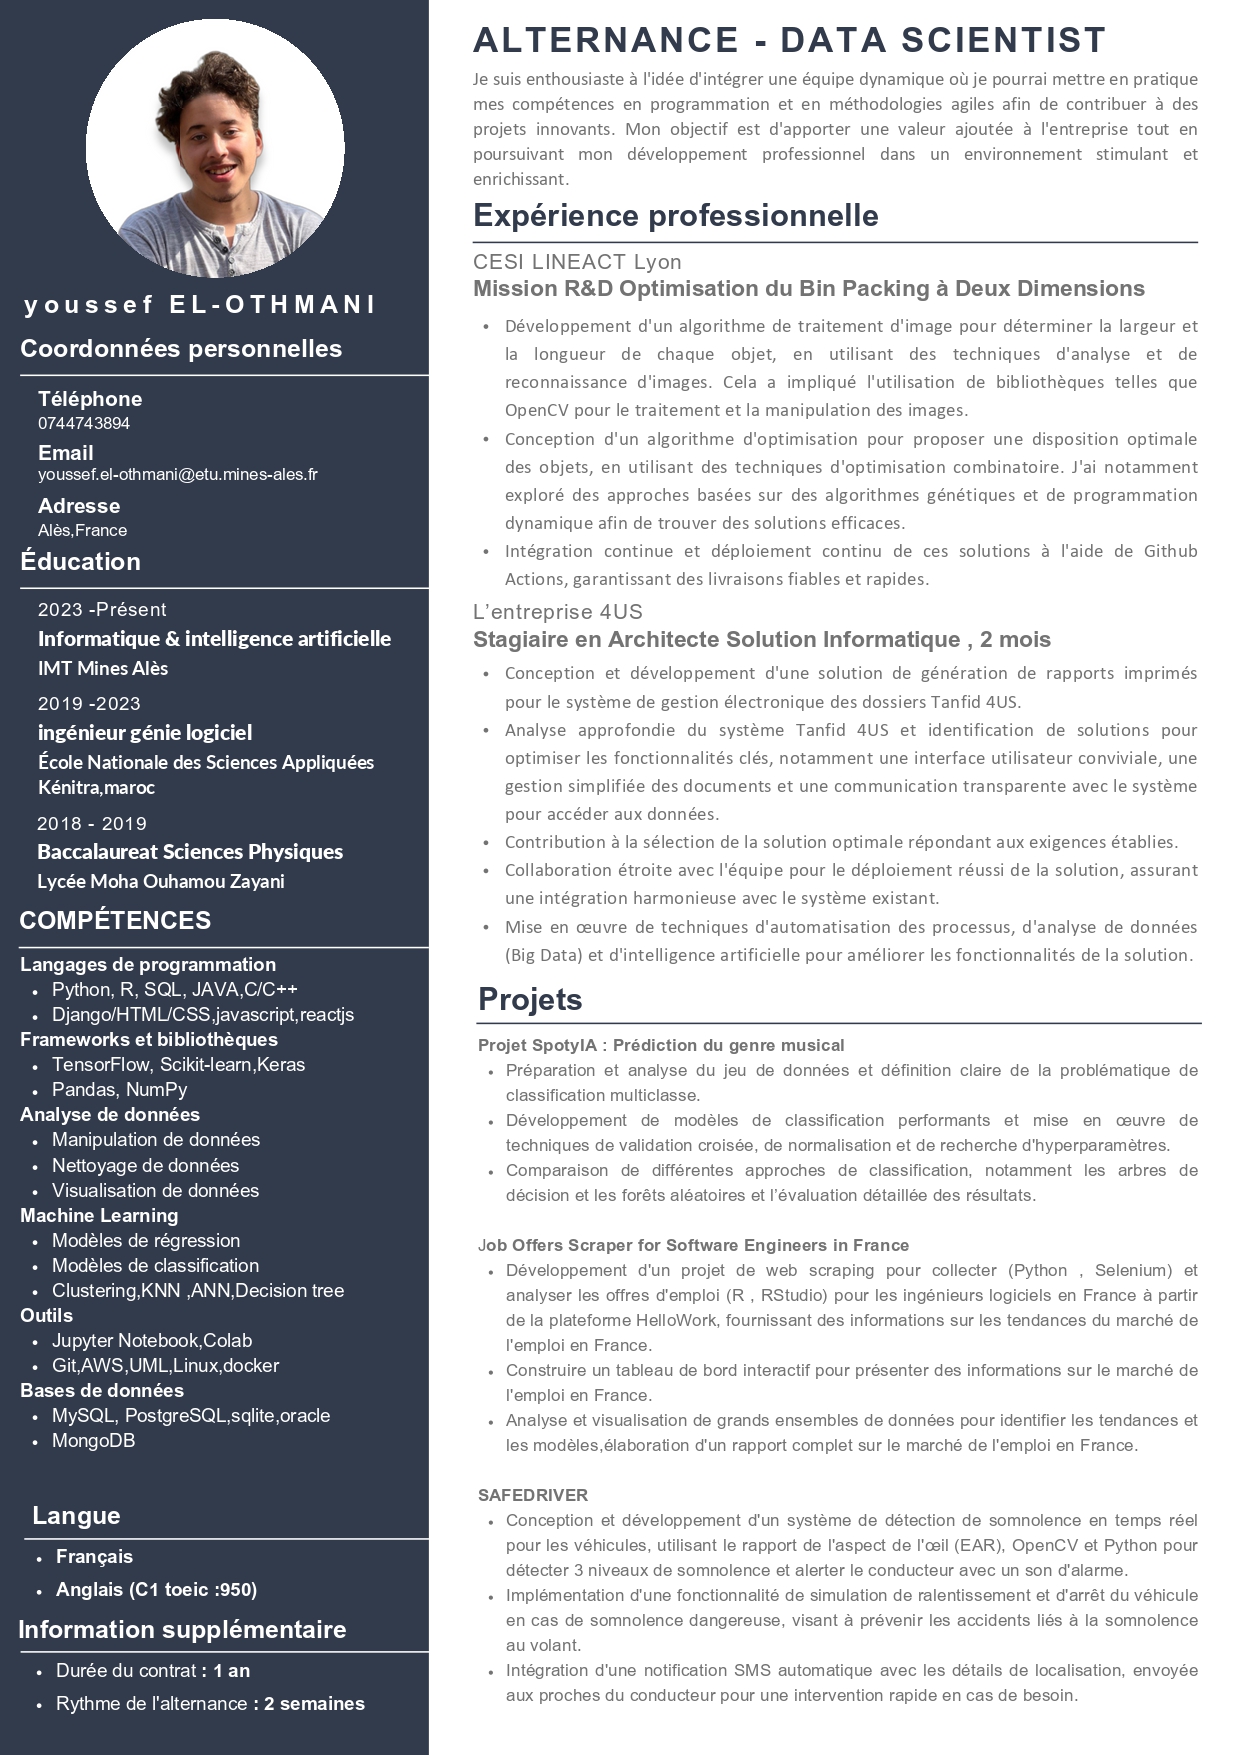 youssef EL-OTHMANI
Coordonnées personnelles
Téléphone
0744743894
Email
youssef.el-othmani@etu.mines-ales.fr
Adresse
Alès,France
Éducation
2023 -Présent
Informatique & intelligence artificielle
IMT Mines Alès
2019 -2023
ingénieur génie logiciel
École Nationale des Sciences Appliquées
Kénitra,maroc
2018 - 2019
Baccalaureat Sciences Physiques
Lycée Moha Ouhamou Zayani
COMPÉTENCES
Langages de programmation
• Python, R, SQL, JAVA,C/C++
• Django/HTML/CSS,javascript,reactjs
Frameworks et bibliothèques
• TensorFlow, Scikit-learn,Keras
• Pandas, NumPy
Analyse de données
• Manipulation de données
• Nettoyage de données
• Visualisation de données
Machine Learning
• Modèles de régression
• Modèles de classification
• Clustering,KNN ,ANN,Decision tree
Outils
• Jupyter Notebook,Colab
• Git,AWS,UML,Linux,docker
Bases de données
• MySQL, PostgreSQL,sqlite,oracle
• MongoDB
Langue
• Français
• Anglais (C1 toeic :950)
Information supplémentaire
• Durée du contrat : 1 an
• Rythme de l'alternance : 2 semaines
ALTERNANCE - DATA SCIENTIST
Je suis enthousiaste à l'idée d'intégrer une équipe dynamique où je pourrai mettre en pratique
mes compétences en programmation et en méthodologies agiles afin de contribuer à des
projets innovants. Mon objectif est d'apporter une valeur ajoutée à l'entreprise tout en
poursuivant mon développement professionnel dans un environnement stimulant et
enrichissant.
Expérience professionnelle
CESI LINEACT Lyon
Mission R&D Optimisation du Bin Packing à Deux Dimensions
• Développement d'un algorithme de traitement d'image pour déterminer la largeur et
la longueur de chaque objet, en utilisant des techniques d'analyse et de
reconnaissance d'images. Cela a impliqué l'utilisation de bibliothèques telles que
OpenCV pour le traitement et la manipulation des images.
• Conception d'un algorithme d'optimisation pour proposer une disposition optimale
des objets, en utilisant des techniques d'optimisation combinatoire. J'ai notamment
exploré des approches basées sur des algorithmes génétiques et de programmation
dynamique afin de trouver des solutions efficaces.
• Intégration continue et déploiement continu de ces solutions à l'aide de Github
Actions, garantissant des livraisons fiables et rapides.
L’entreprise 4US
Stagiaire en Architecte Solution Informatique , 2 mois
• Conception et développement d'une solution de génération de rapports imprimés
pour le système de gestion électronique des dossiers Tanfid 4US.
• Analyse approfondie du système Tanfid 4US et identification de solutions pour
optimiser les fonctionnalités clés, notamment une interface utilisateur conviviale, une
gestion simplifiée des documents et une communication transparente avec le système
pour accéder aux données.
• Contribution à la sélection de la solution optimale répondant aux exigences établies.
• Collaboration étroite avec l'équipe pour le déploiement réussi de la solution, assurant
une intégration harmonieuse avec le système existant.
• Mise en œuvre de techniques d'automatisation des processus, d'analyse de données
(Big Data) et d'intelligence artificielle pour améliorer les fonctionnalités de la solution.
Projets
Projet SpotyIA : Prédiction du genre musical
• Préparation et analyse du jeu de données et définition claire de la problématique de
classification multiclasse.
• Développement de modèles de classification performants et mise en œuvre de
techniques de validation croisée, de normalisation et de recherche d'hyperparamètres.
• Comparaison de différentes approches de classification, notamment les arbres de
décision et les forêts aléatoires et l’évaluation détaillée des résultats.
Job Offers Scraper for Software Engineers in France
• Développement d'un projet de web scraping pour collecter (Python , Selenium) et
analyser les offres d'emploi (R , RStudio) pour les ingénieurs logiciels en France à partir
de la plateforme HelloWork, fournissant des informations sur les tendances du marché de
l'emploi en France.
• Construire un tableau de bord interactif pour présenter des informations sur le marché de
l'emploi en France.
• Analyse et visualisation de grands ensembles de données pour identifier les tendances et
les modèles,élaboration d'un rapport complet sur le marché de l'emploi en France.
SAFEDRIVER
• Conception et développement d'un système de détection de somnolence en temps réel
pour les véhicules, utilisant le rapport de l'aspect de l'œil (EAR), OpenCV et Python pour
détecter 3 niveaux de somnolence et alerter le conducteur avec un son d'alarme.
• Implémentation d'une fonctionnalité de simulation de ralentissement et d'arrêt du véhicule
en cas de somnolence dangereuse, visant à prévenir les accidents liés à la somnolence
au volant.
• Intégration d'une notification SMS automatique avec les détails de localisation, envoyée
aux proches du conducteur pour une intervention rapide en cas de besoin.